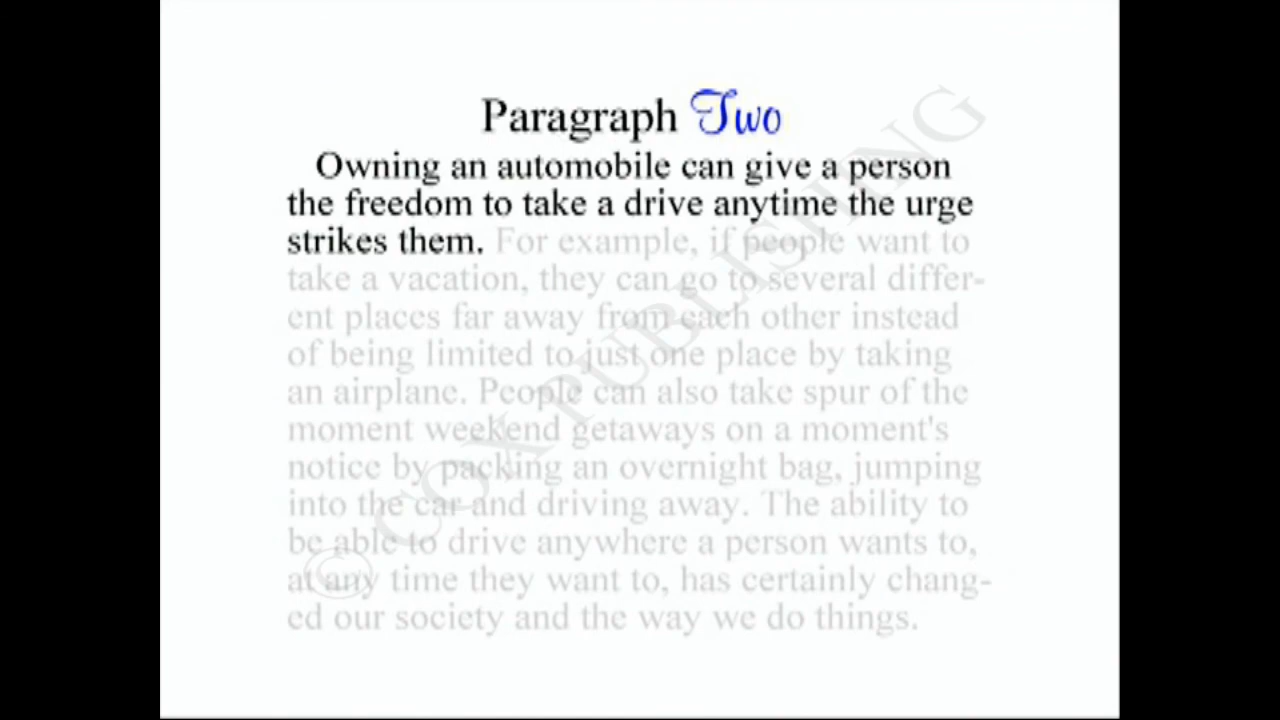 Paragraph Two
Owning an automobile can give a person
the freedom to take a drive anytime the urge
strikes them. For example, if people want to
take a vacation, they can go to several differ-
ent places far away from each other instead
of being limited to just one place by taking
an airplane. People can also take spur of the
moment weekend getaways on a moment's
notice by packing an overnight bag, jumping
into the car and driving away. The ability to
be able to drive anywhere a person wants to,
at any time they want to, has certainly chang-
ed our society and the way we do things.
© COX PUBLISHING